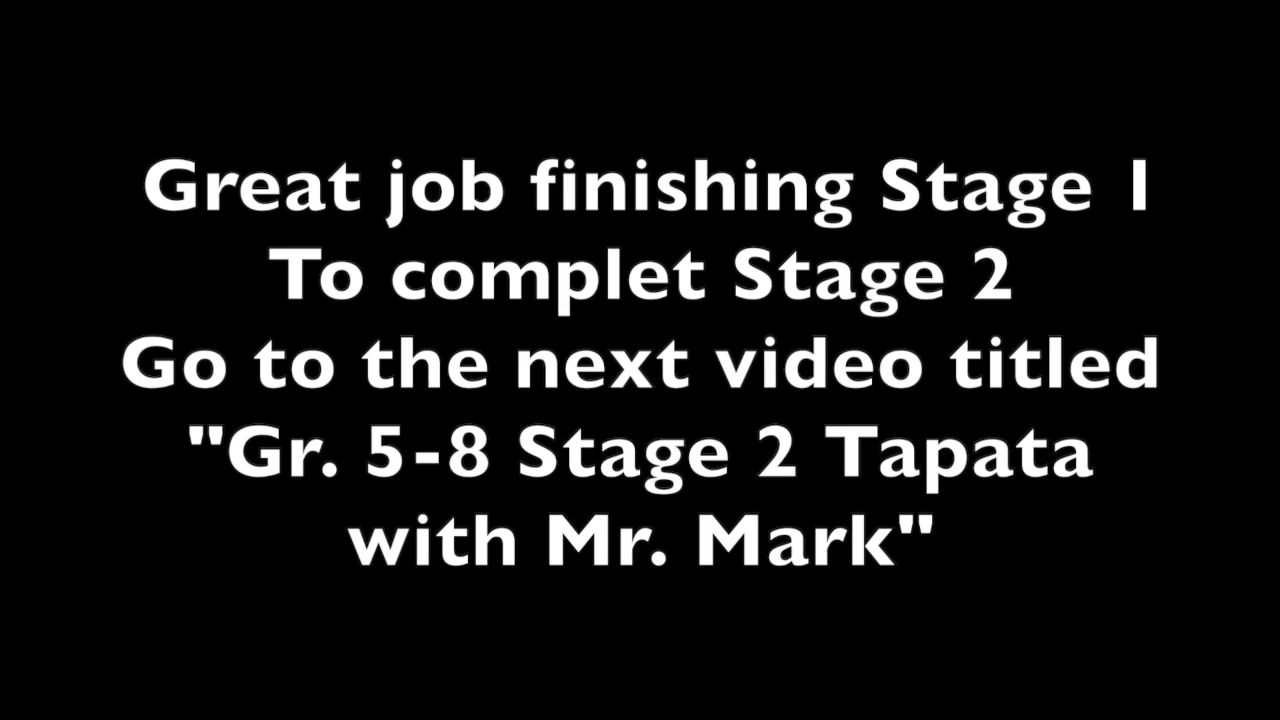 Great job finishing Stage 1
To complet Stage 2
Go to the next video titled
"Gr. 5-8 Stage 2 Tapata
with Mr. Mark"